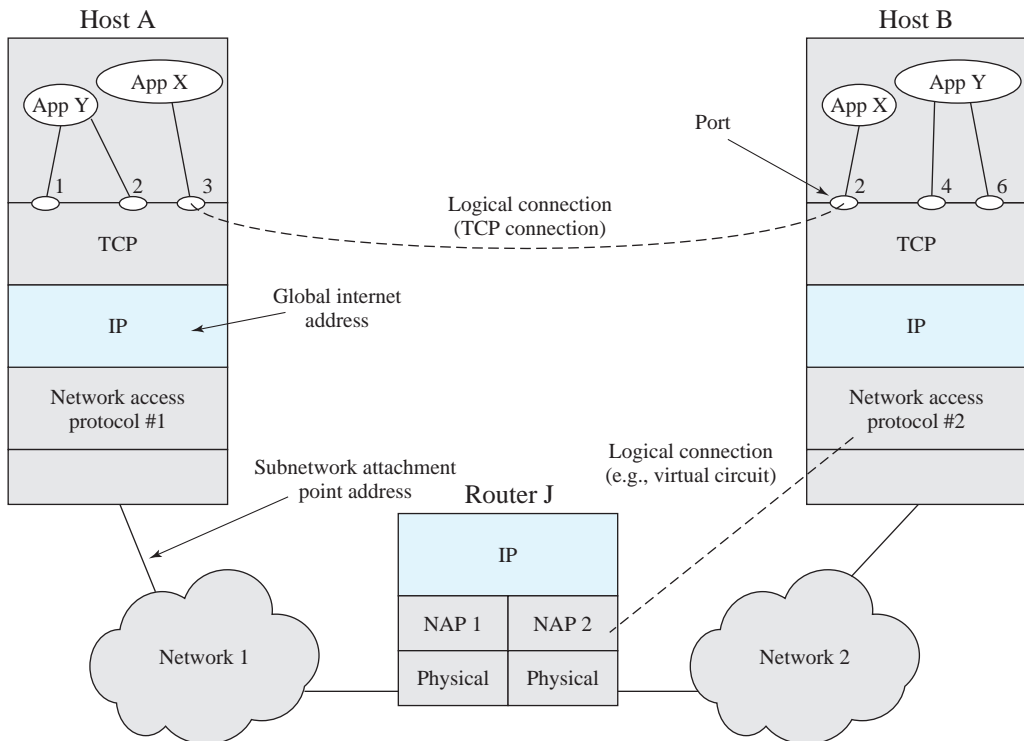 Host A
Host B
App X
App Y
App Y
App X
Port
1
2
3
2
4
6
Logical connection
(TCP connection)
TCP
TCP
Global internet
address
IP
IP
Network access
protocol #1
Network access
protocol #2
Logical connection
(e.g., virtual circuit)
Subnetwork attachment
point address
Router J
IP
NAP 1
NAP 2
Network 1
Physical
Physical
Network 2